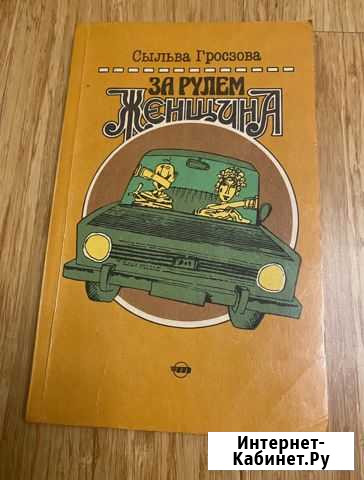 Сыльва Гросзова
ЗА РУЛЕМ
ЖЕНЩИНА
Интернет-
Кабинет.Ру